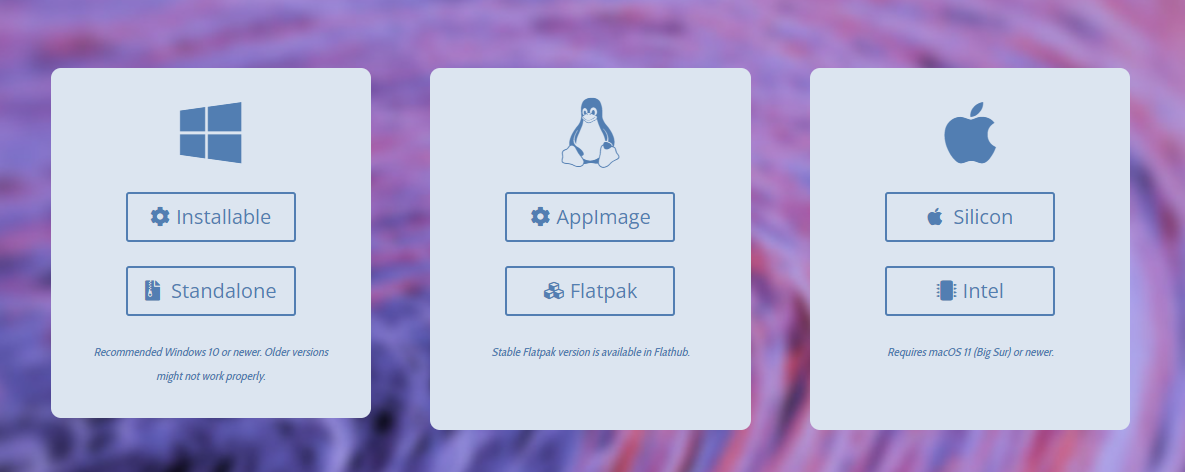 Installable
Standalone
Recommended Windows 10 or newer. Older versions
might not work properly.
AppImage
Flatpak
Stable Flatpak version is available in Flathub.
Silicon
Intel
Requires macOS 11 (Big Sur) or newer.